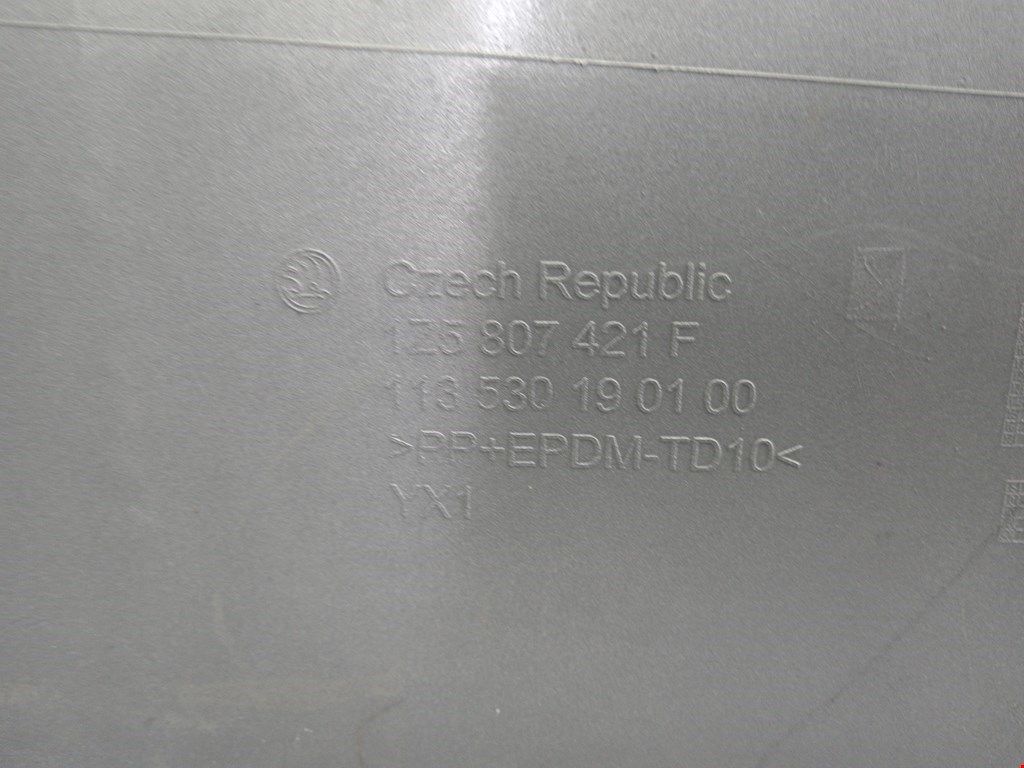 Czech Republic
1Z5 807 421 F
113 530 19 01 00
>PP+EPDM-TD10<
YX1